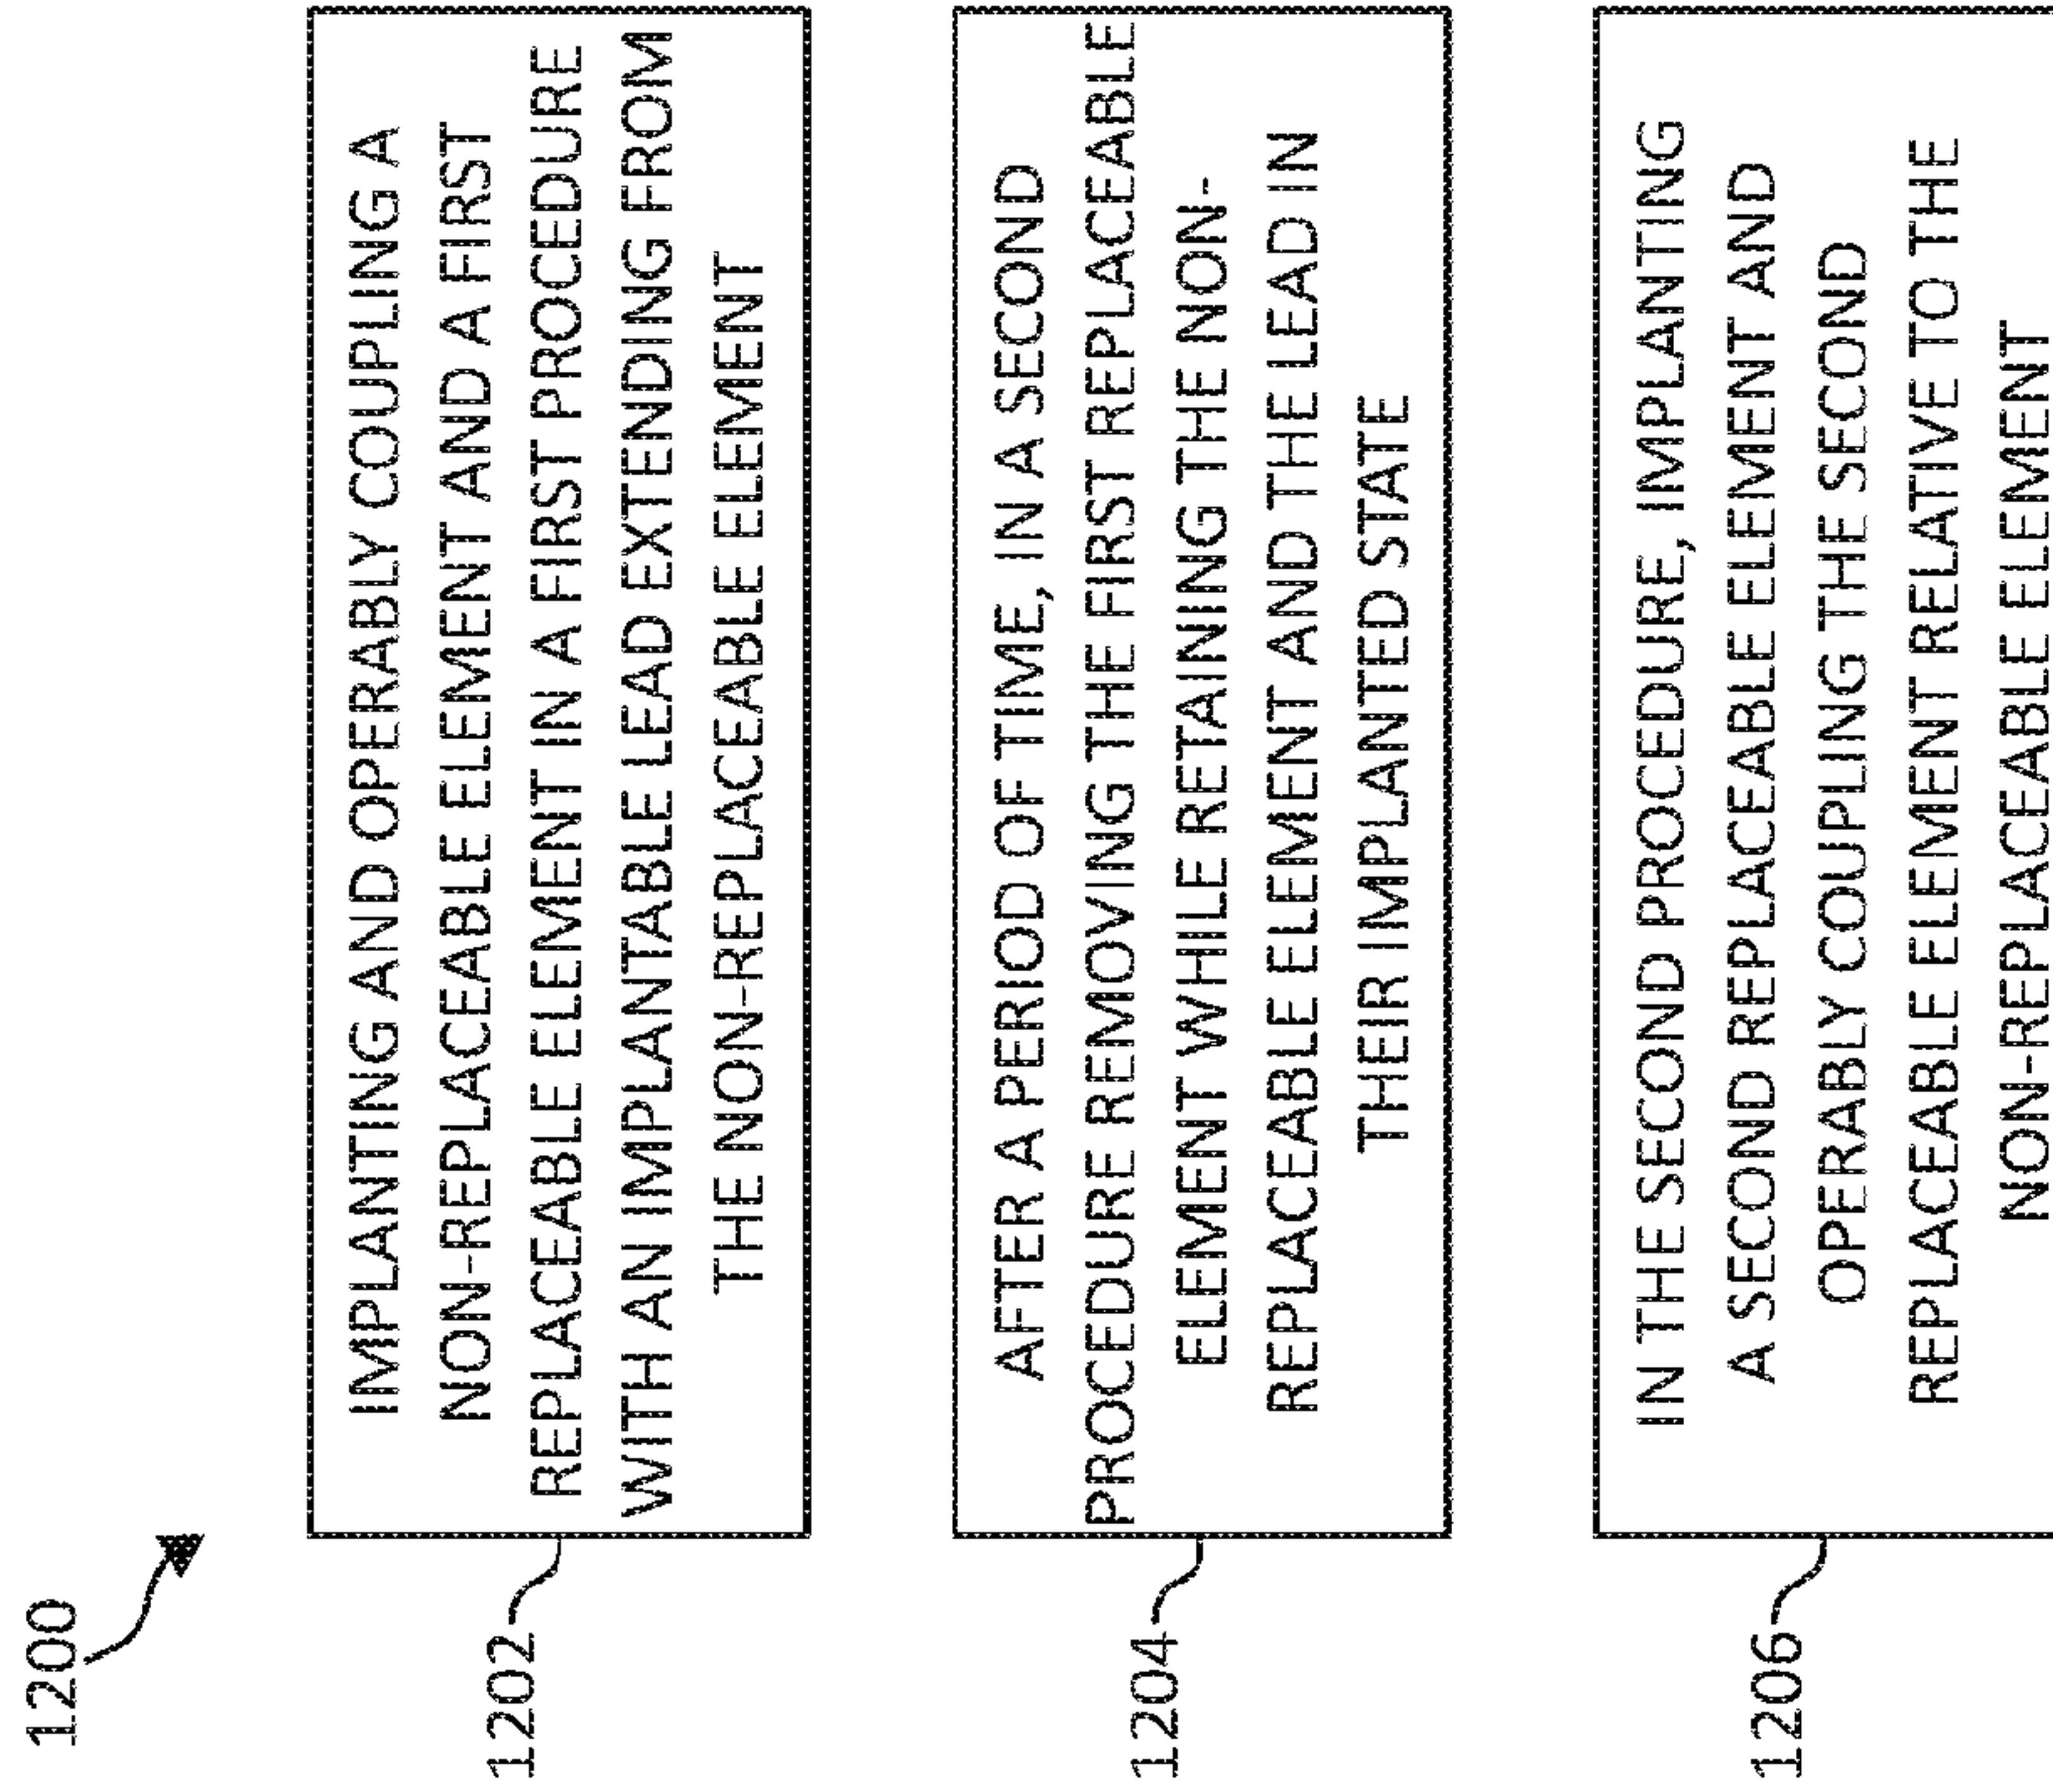 1200
1202
IMPLANTING AND OPERABLY COUPLING A
NON-REPLACEABLE ELEMENT AND A FIRST
REPLACEABLE ELEMENT IN A FIRST PROCEDURE
WITH AN IMPLANTABLE LEAD EXTENDING FROM
THE NON-REPLACEABLE ELEMENT
1204
AFTER A PERIOD OF TIME, IN A SECOND
PROCEDURE REMOVING THE FIRST REPLACEABLE
ELEMENT WHILE RETAINING THE NON-
REPLACEABLE ELEMENT AND THE LEAD IN
THEIR IMPLANTED STATE
1206
IN THE SECOND PROCEDURE, IMPLANTING
A SECOND REPLACEABLE ELEMENT AND
OPERABLY COUPLING THE SECOND
REPLACEABLE ELEMENT RELATIVE TO THE
NON-REPLACEABLE ELEMENT